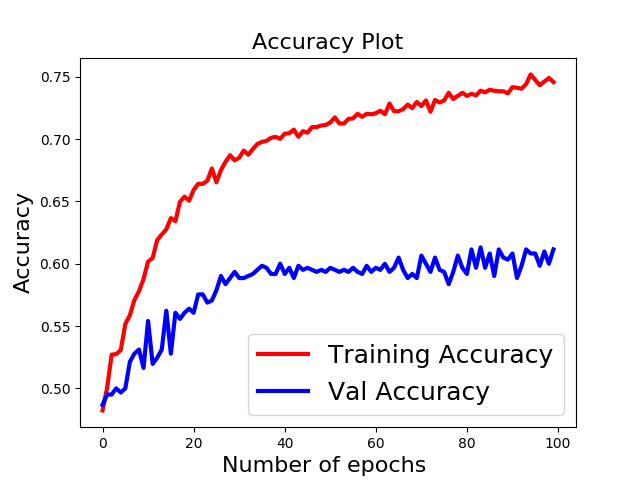 Accuracy Plot
0.75
0.70
0.65
0.60
0.55
0.50
Accuracy
Training Accuracy
Val Accuracy
0 20 40 60 80 100
Number of epochs